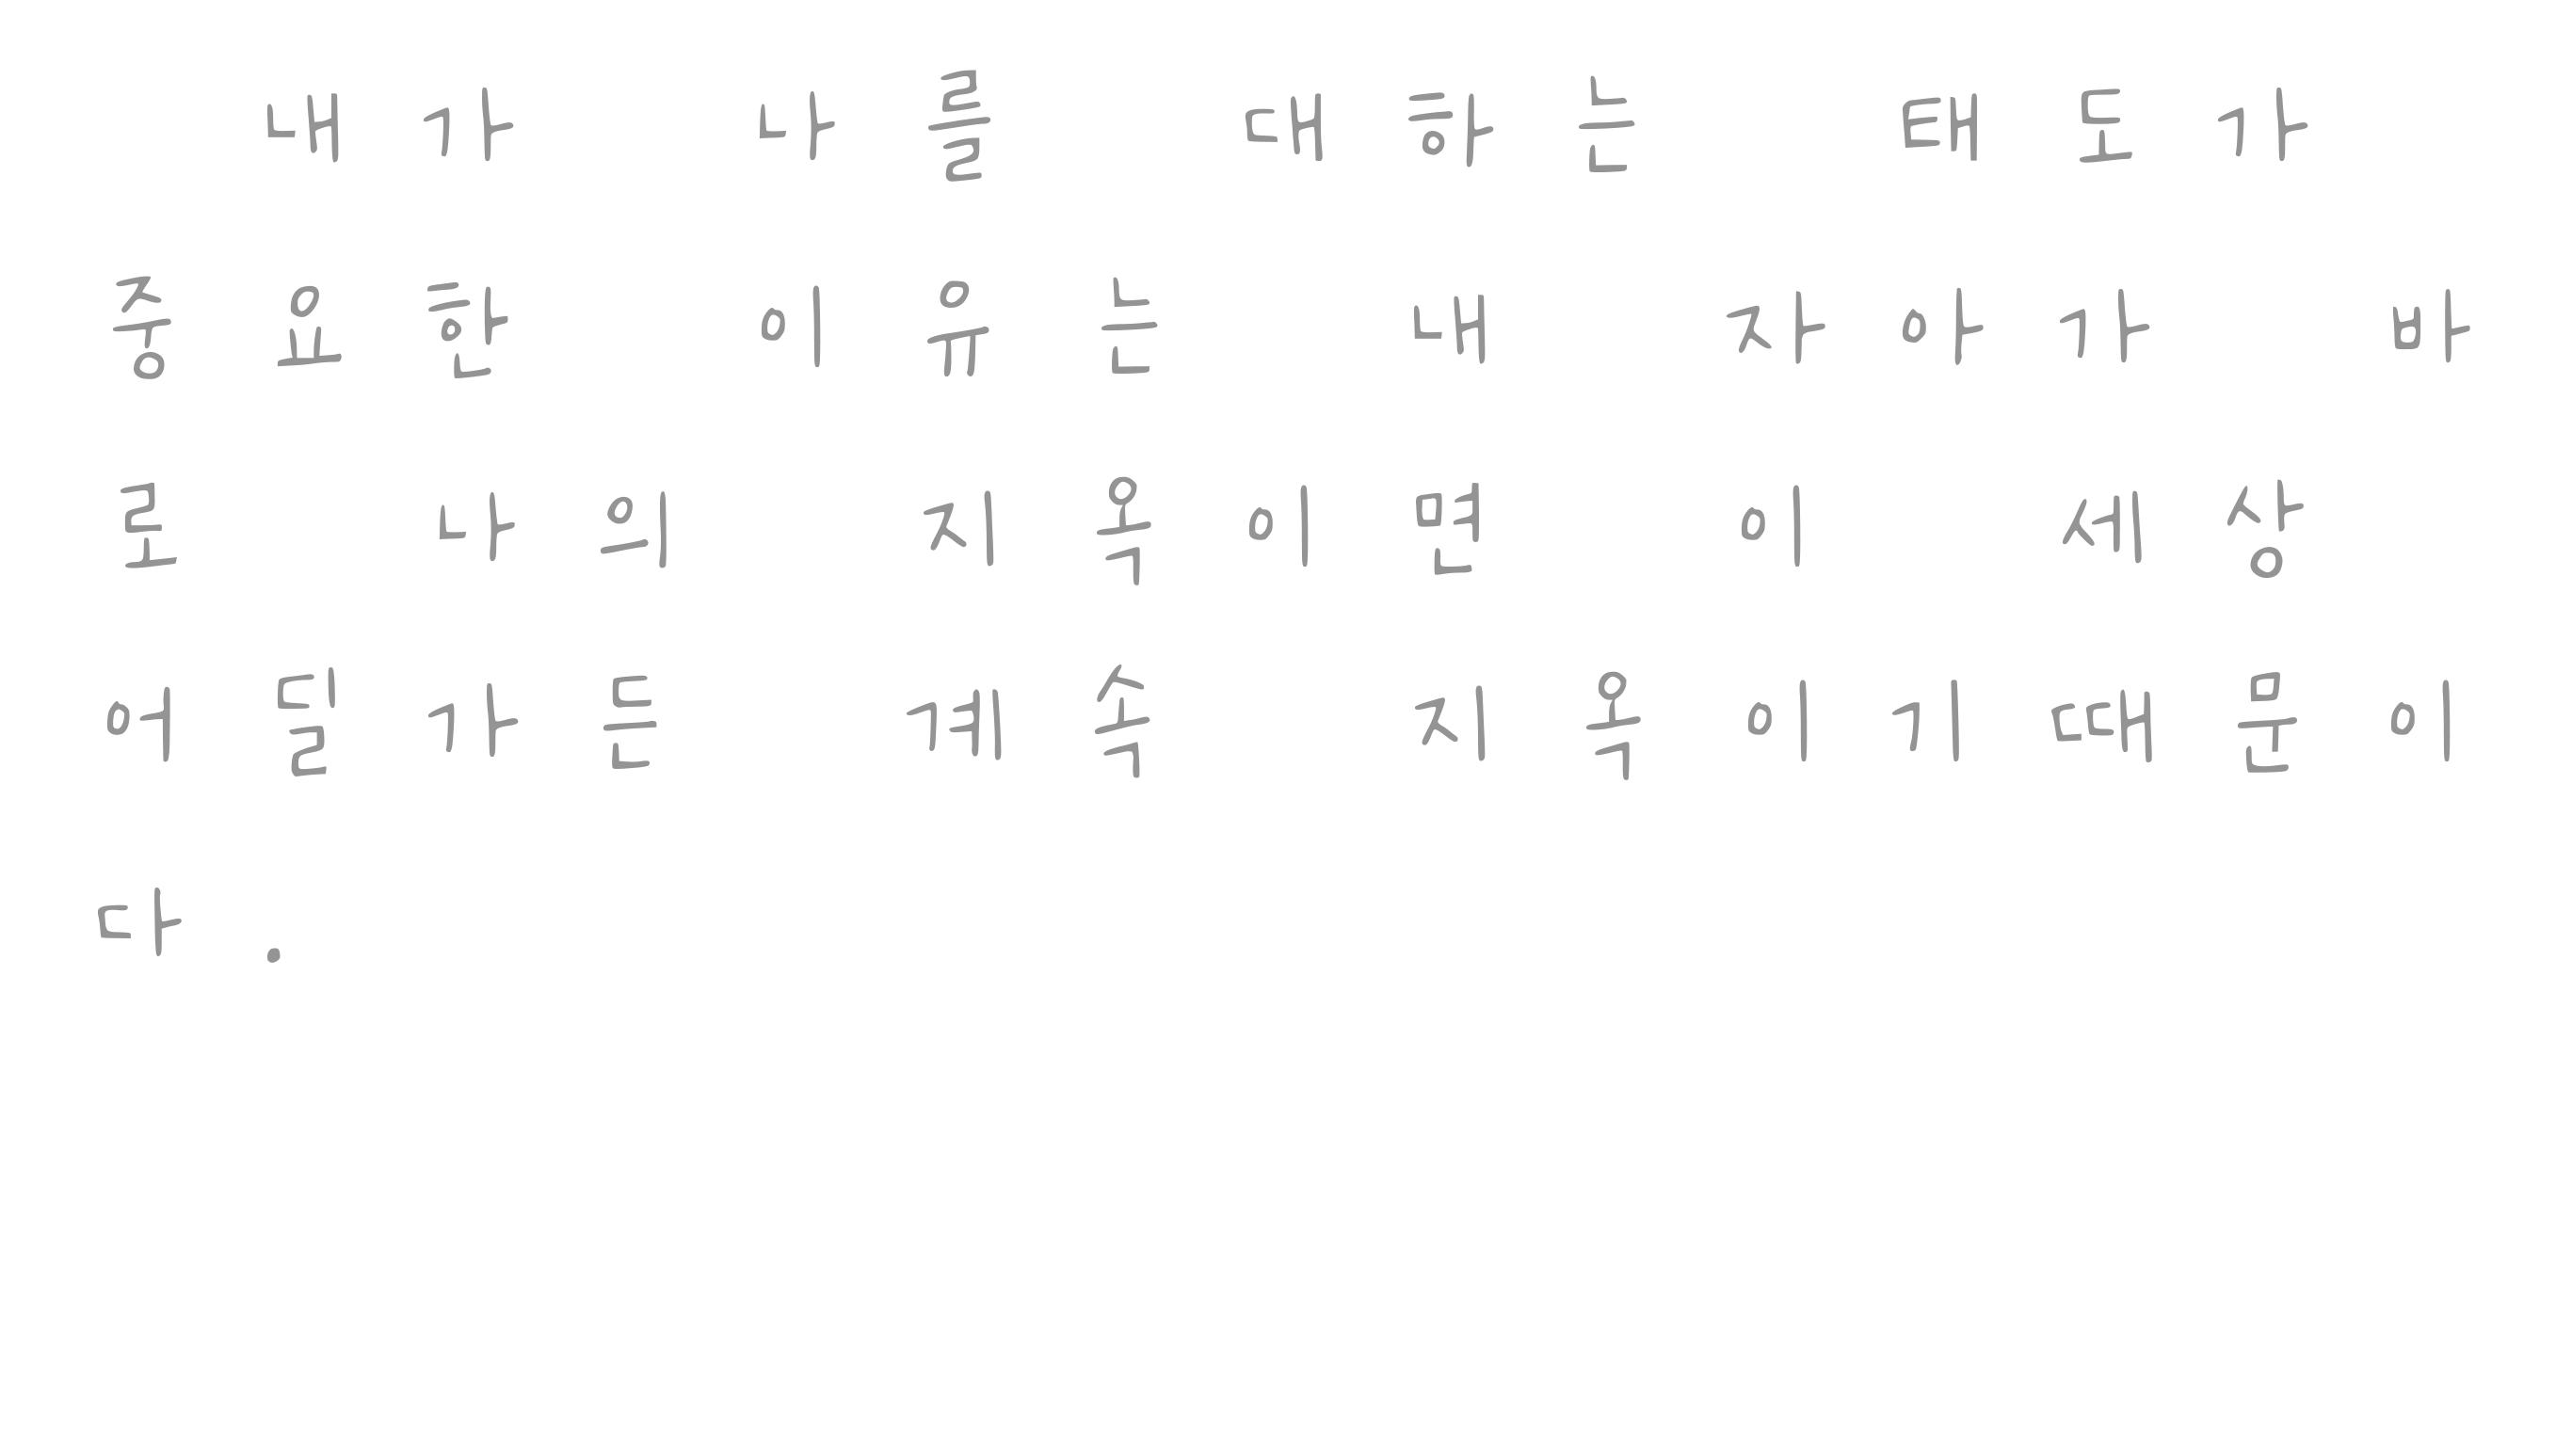 내가 나를 대하는 태도가
중요한 이유는 내 자아가 바
로 나의 지옥이면 이 세상
어딜가든 계속 지옥이기때문이
다.